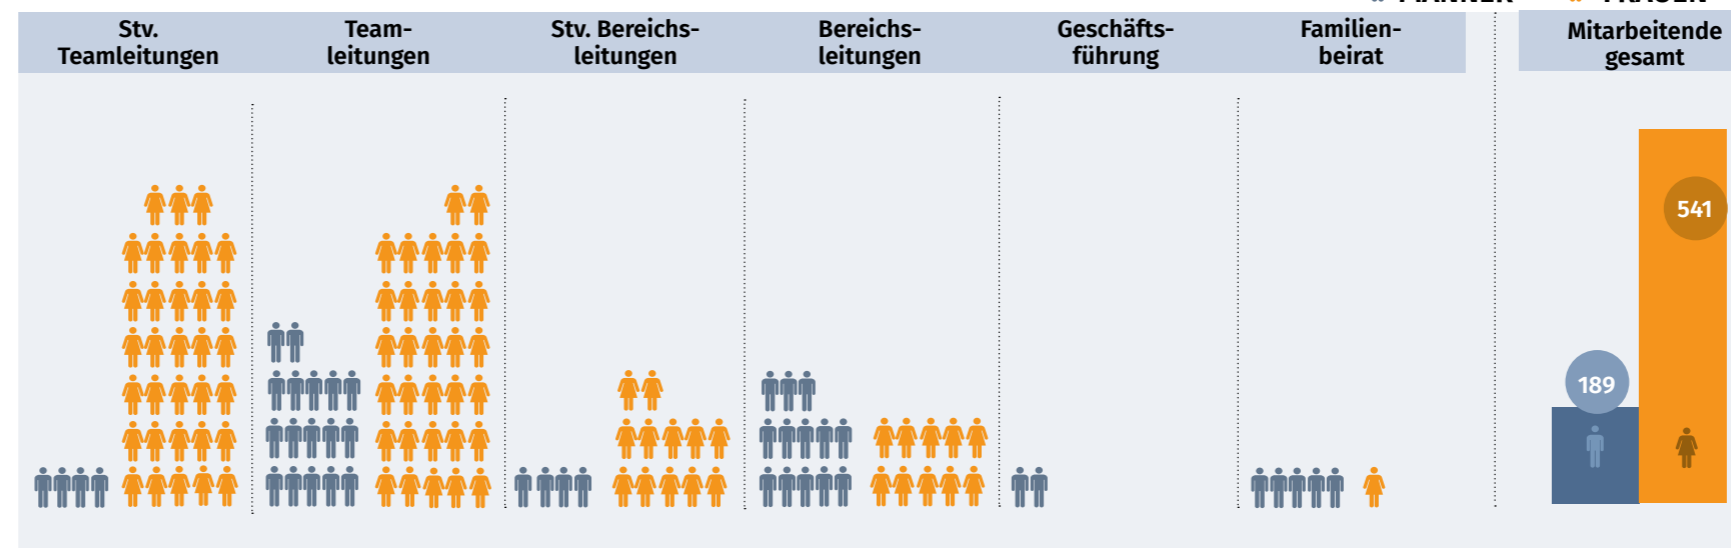 Stv.
Teamleitungen
Team-
leitungen
Stv. Bereichs-
leitungen
Bereichs-
leitungen
Geschäfts-
führung
Familien-
beirat
Mitarbeitende
gesamt
541
189